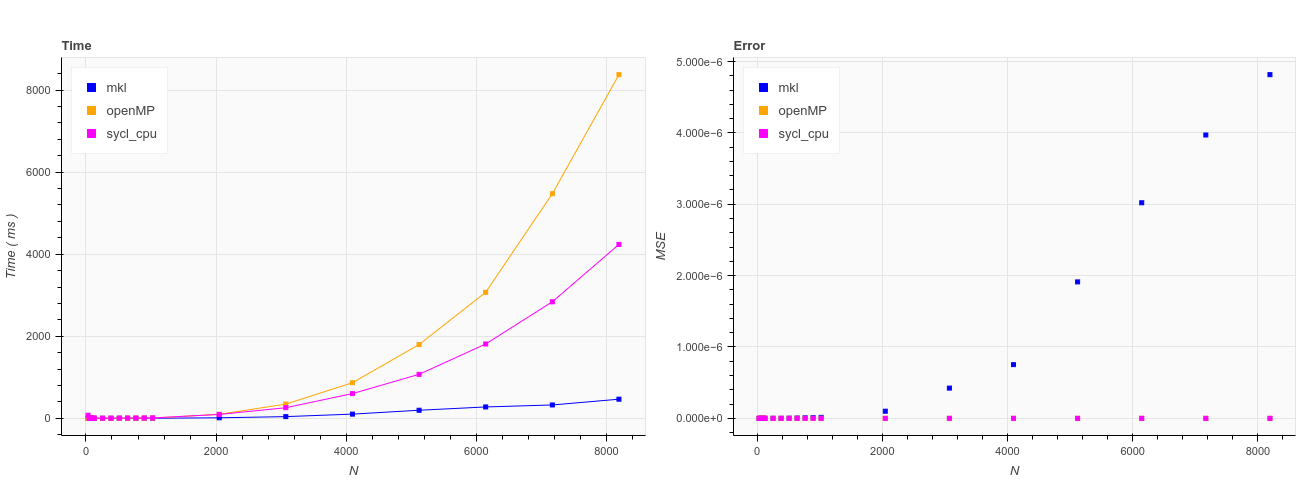 Time
mkl
openMP
sycl_cpu
8000
6000
4000
2000
0
Time ( ms )
0
2000
4000
6000
8000
N
Error
mkl
openMP
sycl_cpu
5.000e−6
4.000e−6
3.000e−6
2.000e−6
1.000e−6
0.000e+0
MSE
0
2000
4000
6000
8000
N